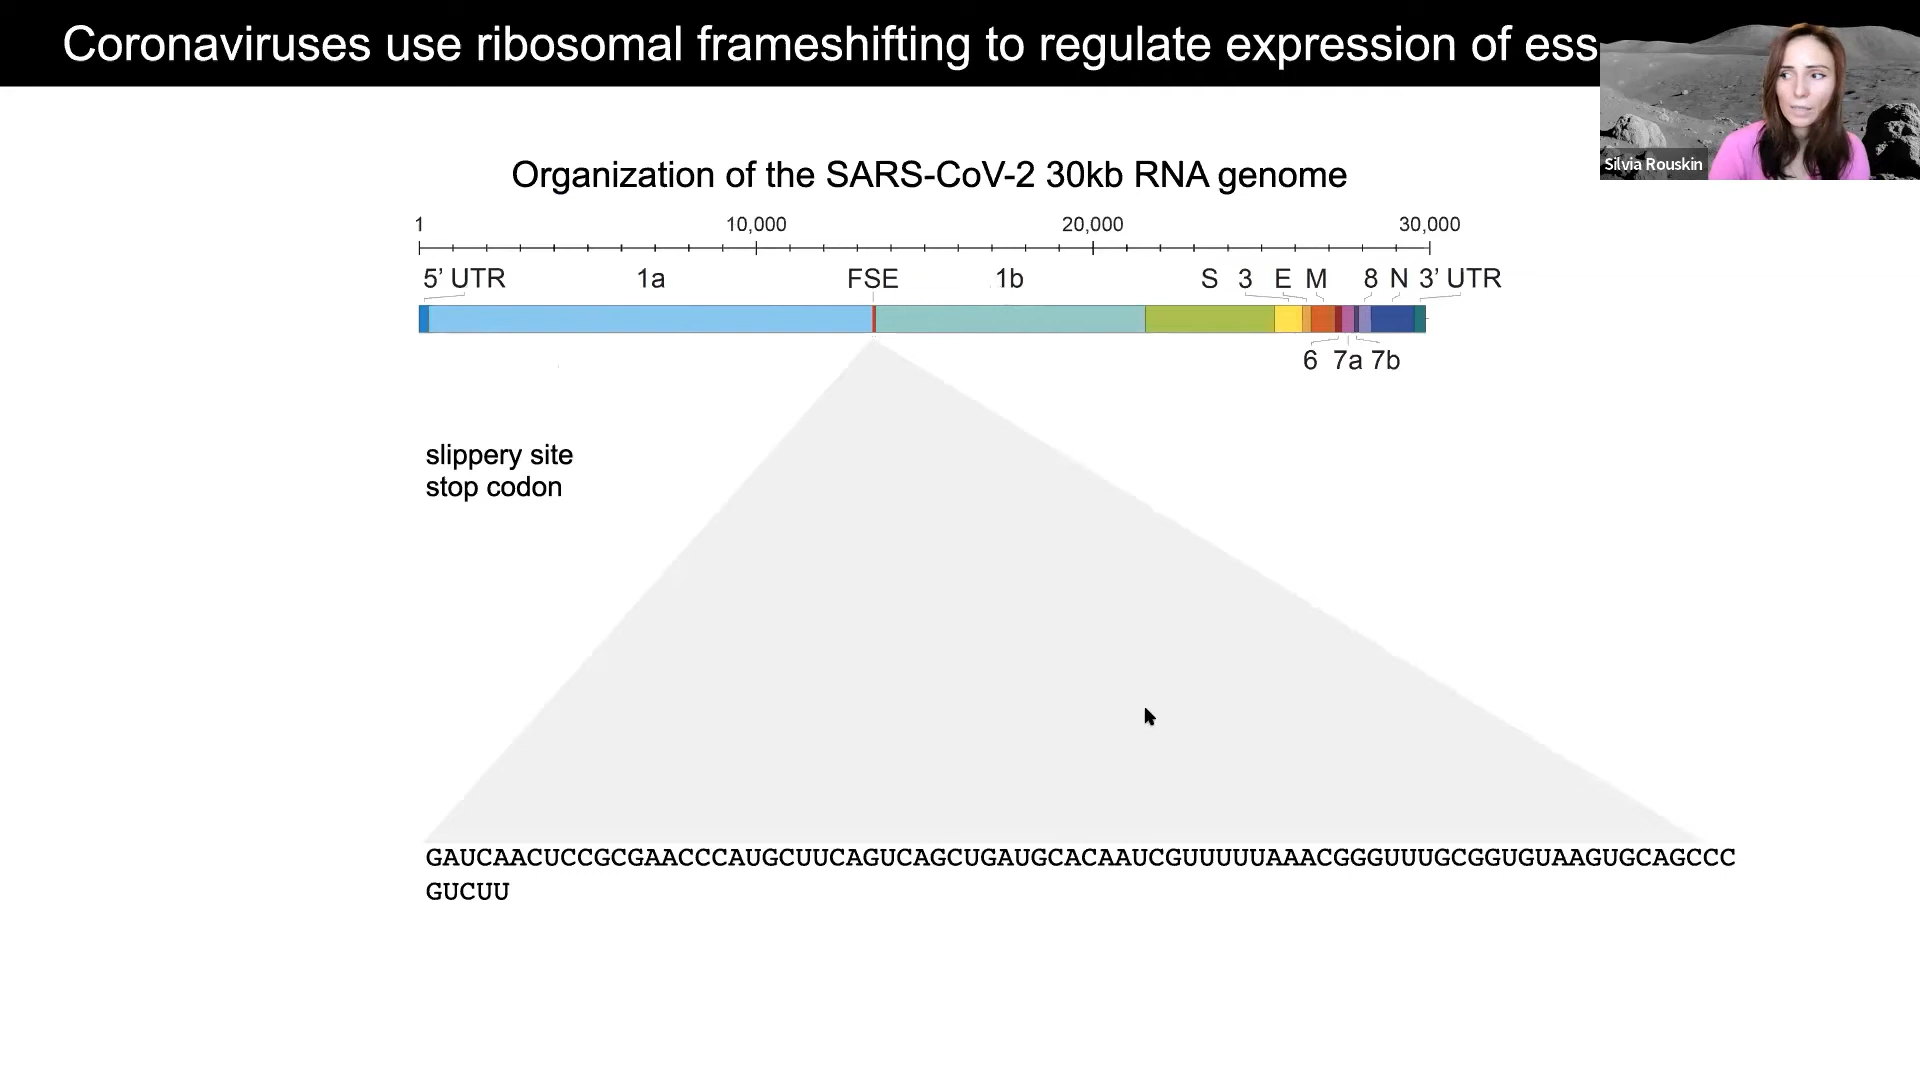 Coronaviruses use ribosomal frameshifting to regulate expression of ess
Silvia Rouskin
Organization of the SARS-CoV-2 30kb RNA genome
1 10,000 20,000 30,000
5’ UTR 1a FSE 1b S 3 E M 8 N 3’ UTR
6 7a 7b
slippery site
stop codon
GAUCAACUCCGCGAACCCAUGCUUCAGUCAGCUGAUGCACAAUCGUUUUUAAACGGGUUUGCGGUGUAAGUGCAGCCC
GUCUU